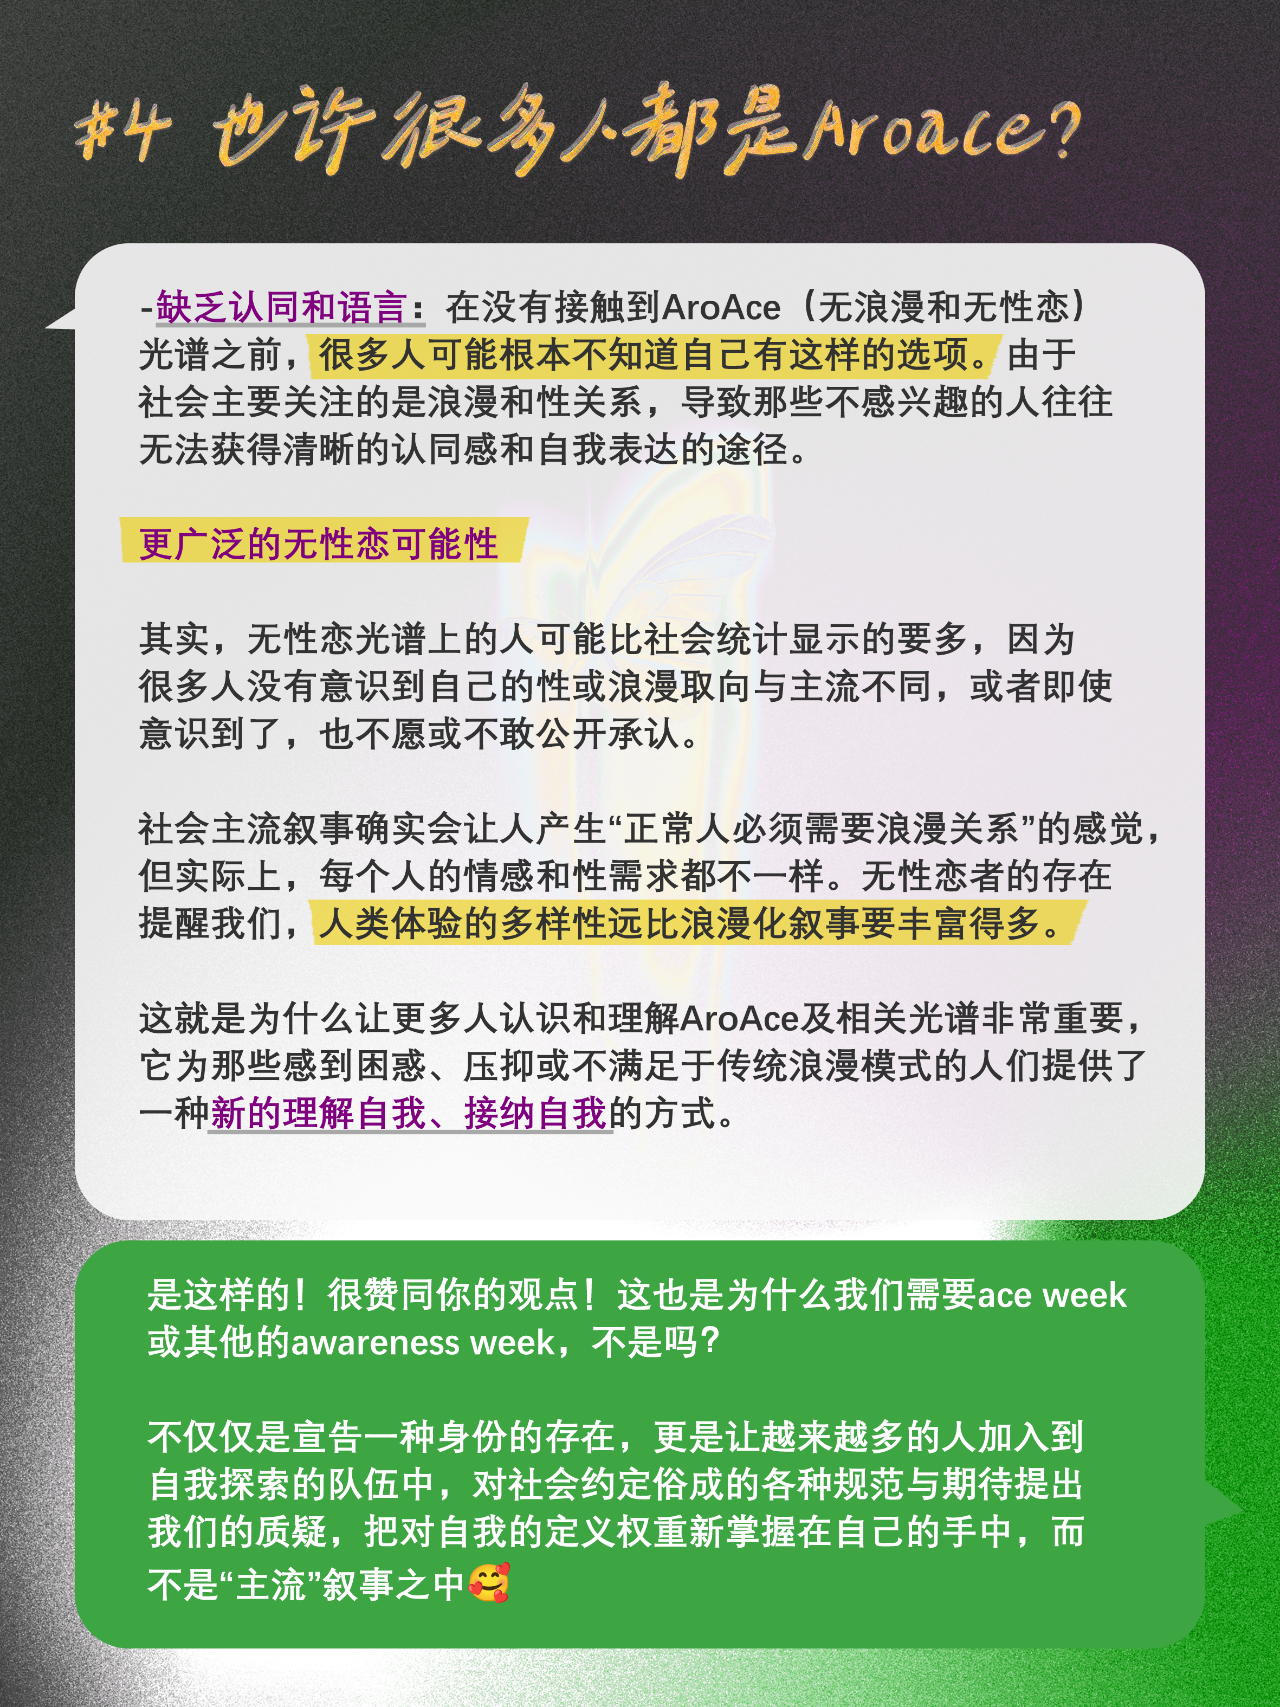 #4 也许很多人都是Aroace?
-缺乏认同和语言：在没有接触到AroAce（无浪漫和无性恋）
光谱之前，很多人可能根本不知道自己有这样的选项。由于
社会主要关注的是浪漫和性关系，导致那些不感兴趣的人往往
无法获得清晰的认同感和自我表达的途径。
更广泛的无性恋可能性
其实，无性恋光谱上的人可能比社会统计显示的要多，因为
很多人没有意识到自己的性或浪漫取向与主流不同，或者即使
意识到了，也不愿或不敢公开承认。
社会主流叙事确实会让人产生“正常人必须需要浪漫关系”的感觉，
但实际上，每个人的情感和性需求都不一样。无性恋者的存在
提醒我们，人类体验的多样性远比浪漫化叙事要丰富得多。
这就是为什么让更多人认识和理解AroAce及相关光谱非常重要，
它为那些感到困惑、压抑或不满足于传统浪漫模式的人们提供了
一种新的理解自我、接纳自我的方式。
是这样的！很赞同你的观点！这也是为什么我们需要ace week
或其他的awareness week，不是吗？
不仅仅是宣告一种身份的存在，更是让越来越多的人加入到
自我探索的队伍中，对社会约定俗成的各种规范与期待提出
我们的质疑，把对自我的定义权重新掌握在自己的手中，而
不是“主流”叙事之中🥰